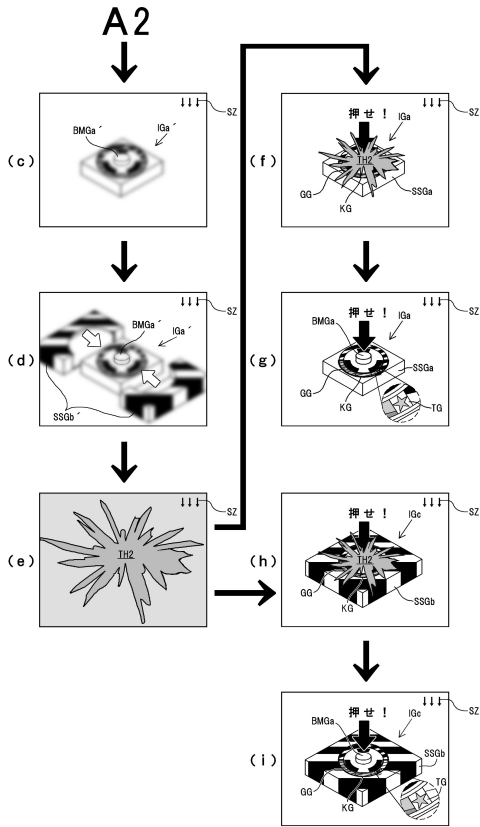 A2
SZ
BMGa´
IGa´
(c)
SZ
BMGa´
IGa´
(d)
SSGb´
SZ
TH2
(e)
SZ
押せ!
IGa
TH2
(f)
GG
KG
SSGa
SZ
押せ!
BMGa
IGa
(g)
SSGa
GG
KG
TG
SZ
押せ!
IGc
TH2
(h)
GG
KG
SSGb
SZ
押せ!
BMGa
IGc
SSGb
(i)
TG
GG
KG